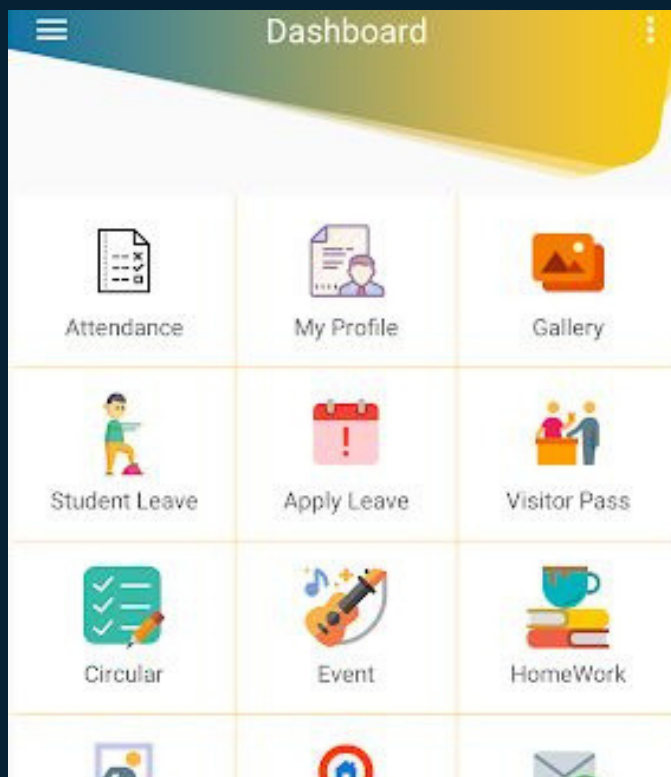 Dashboard
Attendance
My Profile
Gallery
Student Leave
Apply Leave
Visitor Pass
Circular
Event
HomeWork